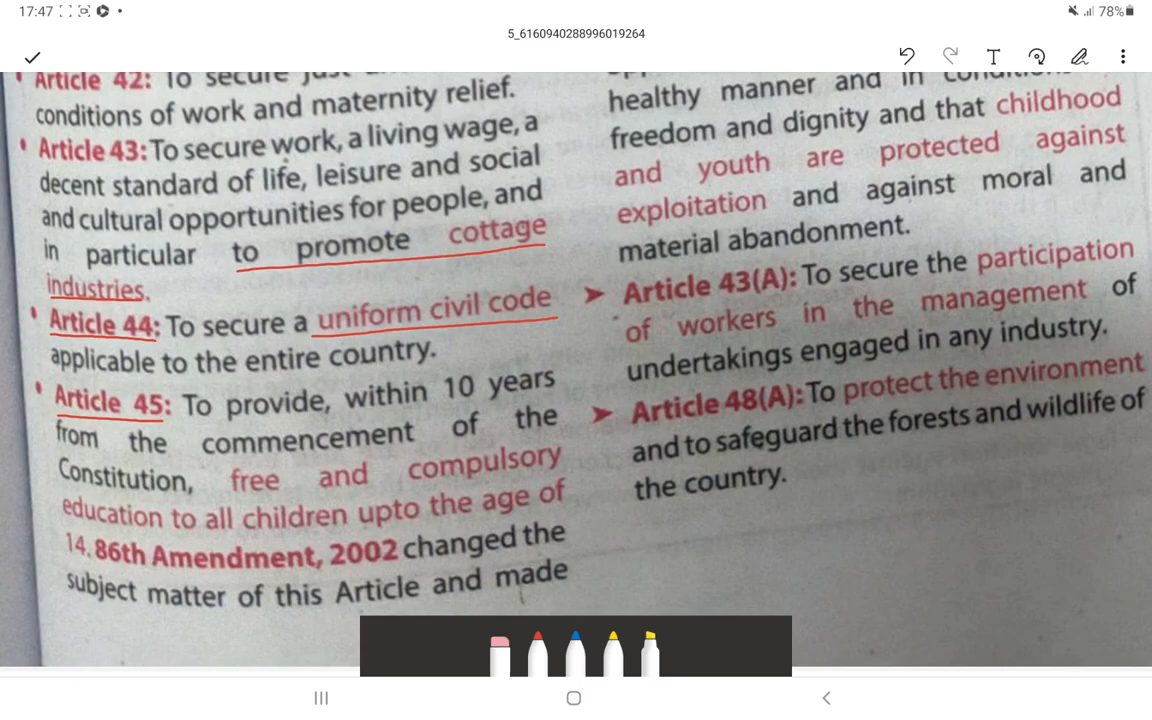 17:47
78%
5_6160940288996019264
Article 42: To secure
conditions of work and maternity relief.
Article 43: To secure work, a living wage, a
decent standard of life, leisure and social
and cultural opportunities for people, and
in particular to promote cottage
industries.
Article 44: To secure a uniform civil code
applicable to the entire country.
Article 45: To provide, within 10 years
from the commencement of the
Constitution, free and compulsory
education to all children upto the age of
14. 86th Amendment, 2002 changed the
subject matter of this Article and made
healthy manner and in
freedom and dignity and that childhood
and youth are protected against
exploitation and against moral and
material abandonment.
➤ Article 43(A): To secure the participation
of workers in the management of
undertakings engaged in any industry.
➤ Article 48(A): To protect the environment
and to safeguard the forests and wildlife of
the country.